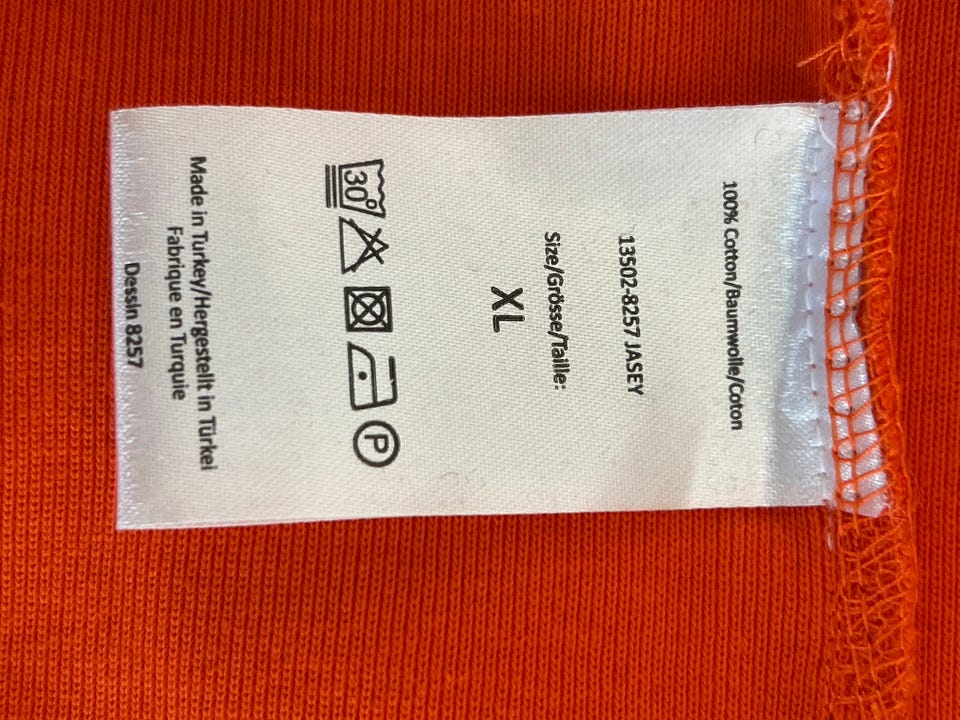 100% Cotton/Baumwolle/Coton
13502-8257 JASEY
Size/Grösse/Taille:
XL
30° P
Made in Turkey/Hergestellt in Türkei
Fabrique en Turquie
Dessin 8257